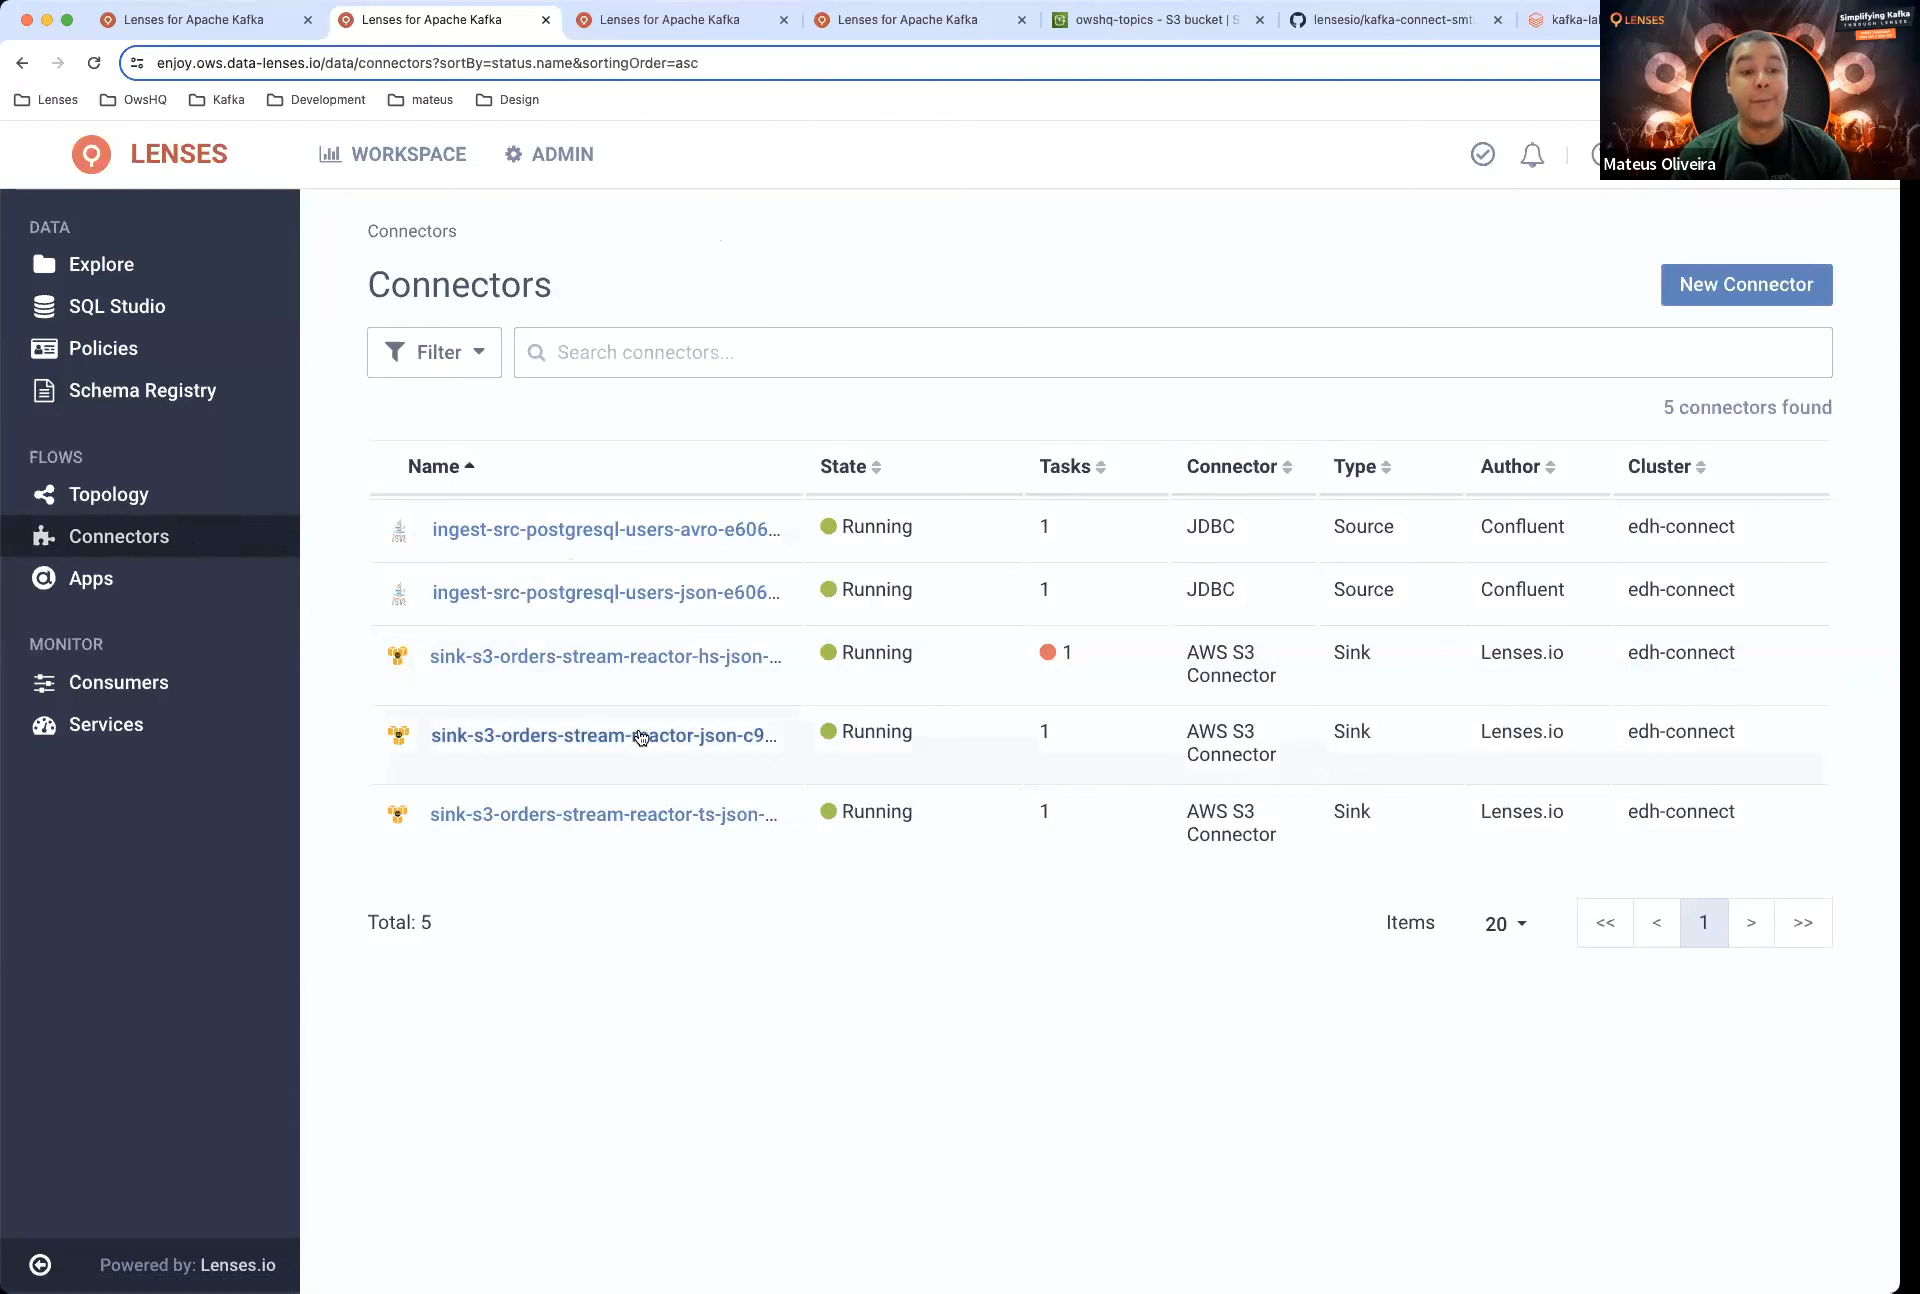 Lenses for Apache Kafka
Lenses for Apache Kafka
Lenses for Apache Kafka
Lenses for Apache Kafka
owshq-topics - S3 bucket | S
lensesio/kafka-connect-smt
kafka-la
enjoy.ows.data-lenses.io/data/connectors?sortBy=status.name&sortingOrder=asc
Lenses
OwsHQ
Kafka
Development
mateus
Design
LENSES
Simplifying Kafka
THROUGH LENSES
Mateus Oliveira
LENSES
WORKSPACE
ADMIN
DATA
Explore
SQL Studio
Policies
Schema Registry
FLOWS
Topology
Connectors
Apps
MONITOR
Consumers
Services
Powered by: Lenses.io
Connectors
Connectors
New Connector
Filter
Search connectors...
5 connectors found
Name State Tasks Connector Type Author Cluster
ingest-src-postgresql-users-avro-e606... Running 1 JDBC Source Confluent edh-connect
ingest-src-postgresql-users-json-e606... Running 1 JDBC Source Confluent edh-connect
sink-s3-orders-stream-reactor-hs-json-... Running 1 AWS S3 Sink Lenses.io edh-connect
Connector
sink-s3-orders-stream-reactor-json-c9... Running 1 AWS S3 Sink Lenses.io edh-connect
Connector
sink-s3-orders-stream-reactor-ts-json-... Running 1 AWS S3 Sink Lenses.io edh-connect
Connector
Total: 5
Items 20 << < 1 > >>